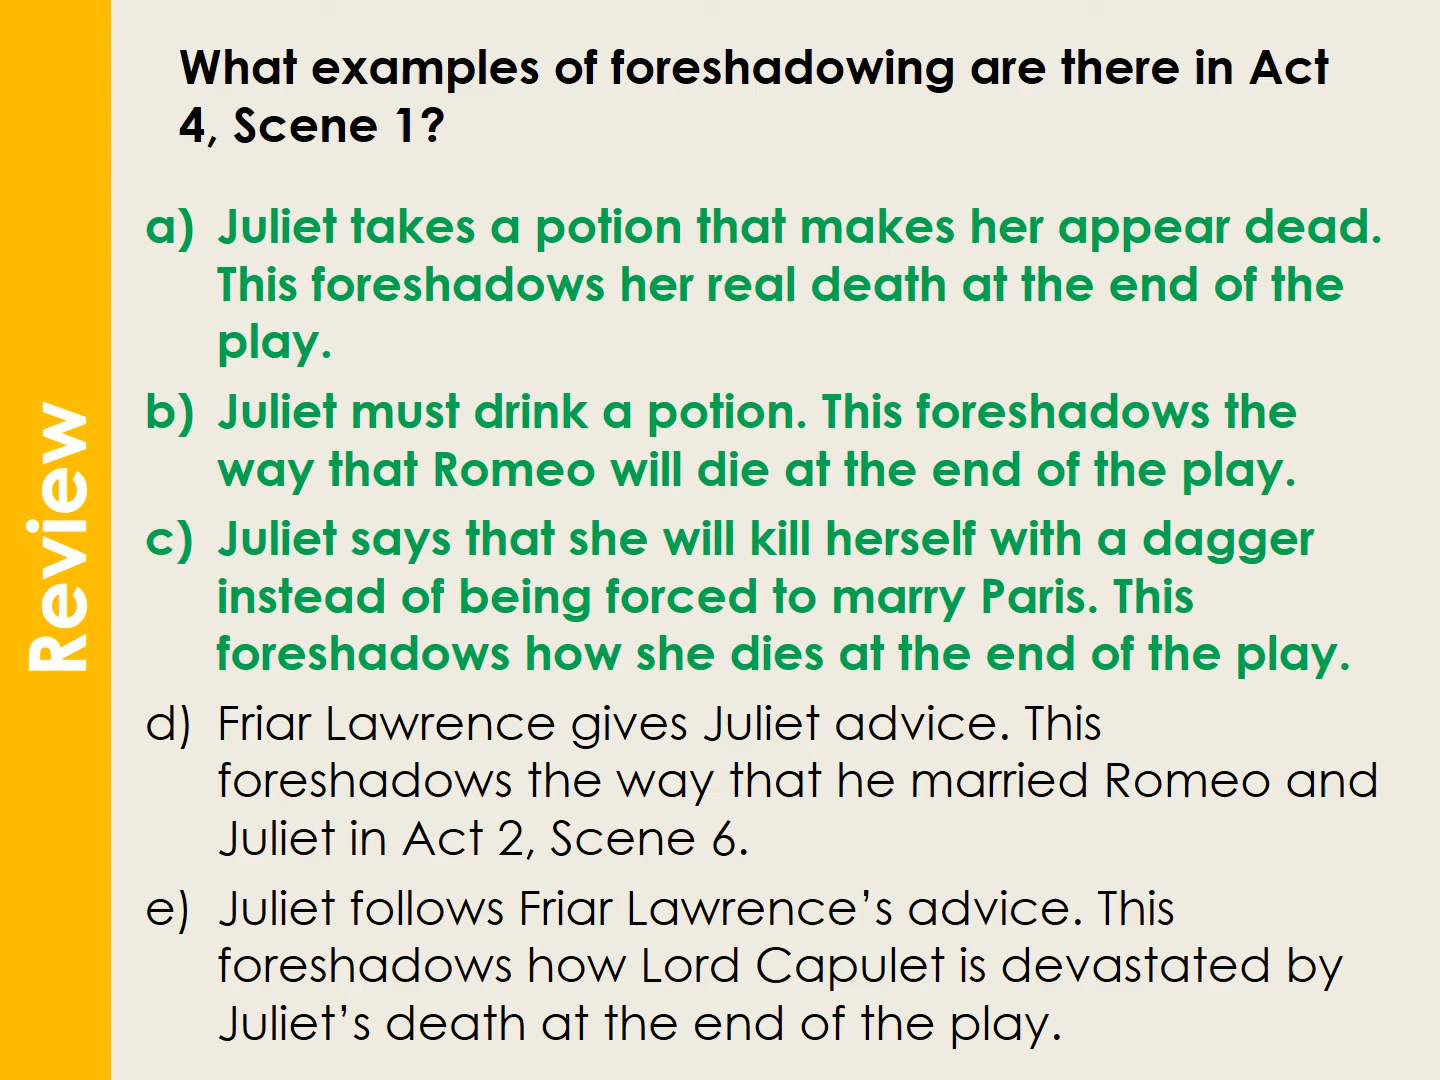 What examples of foreshadowing are there in Act
4, Scene 1?
a) Juliet takes a potion that makes her appear dead.
This foreshadows her real death at the end of the
play.
b) Juliet must drink a potion. This foreshadows the
way that Romeo will die at the end of the play.
c) Juliet says that she will kill herself with a dagger
instead of being forced to marry Paris. This
foreshadows how she dies at the end of the play.
d) Friar Lawrence gives Juliet advice. This
foreshadows the way that he married Romeo and
Juliet in Act 2, Scene 6.
e) Juliet follows Friar Lawrence’s advice. This
foreshadows how Lord Capulet is devastated by
Juliet’s death at the end of the play.
Review